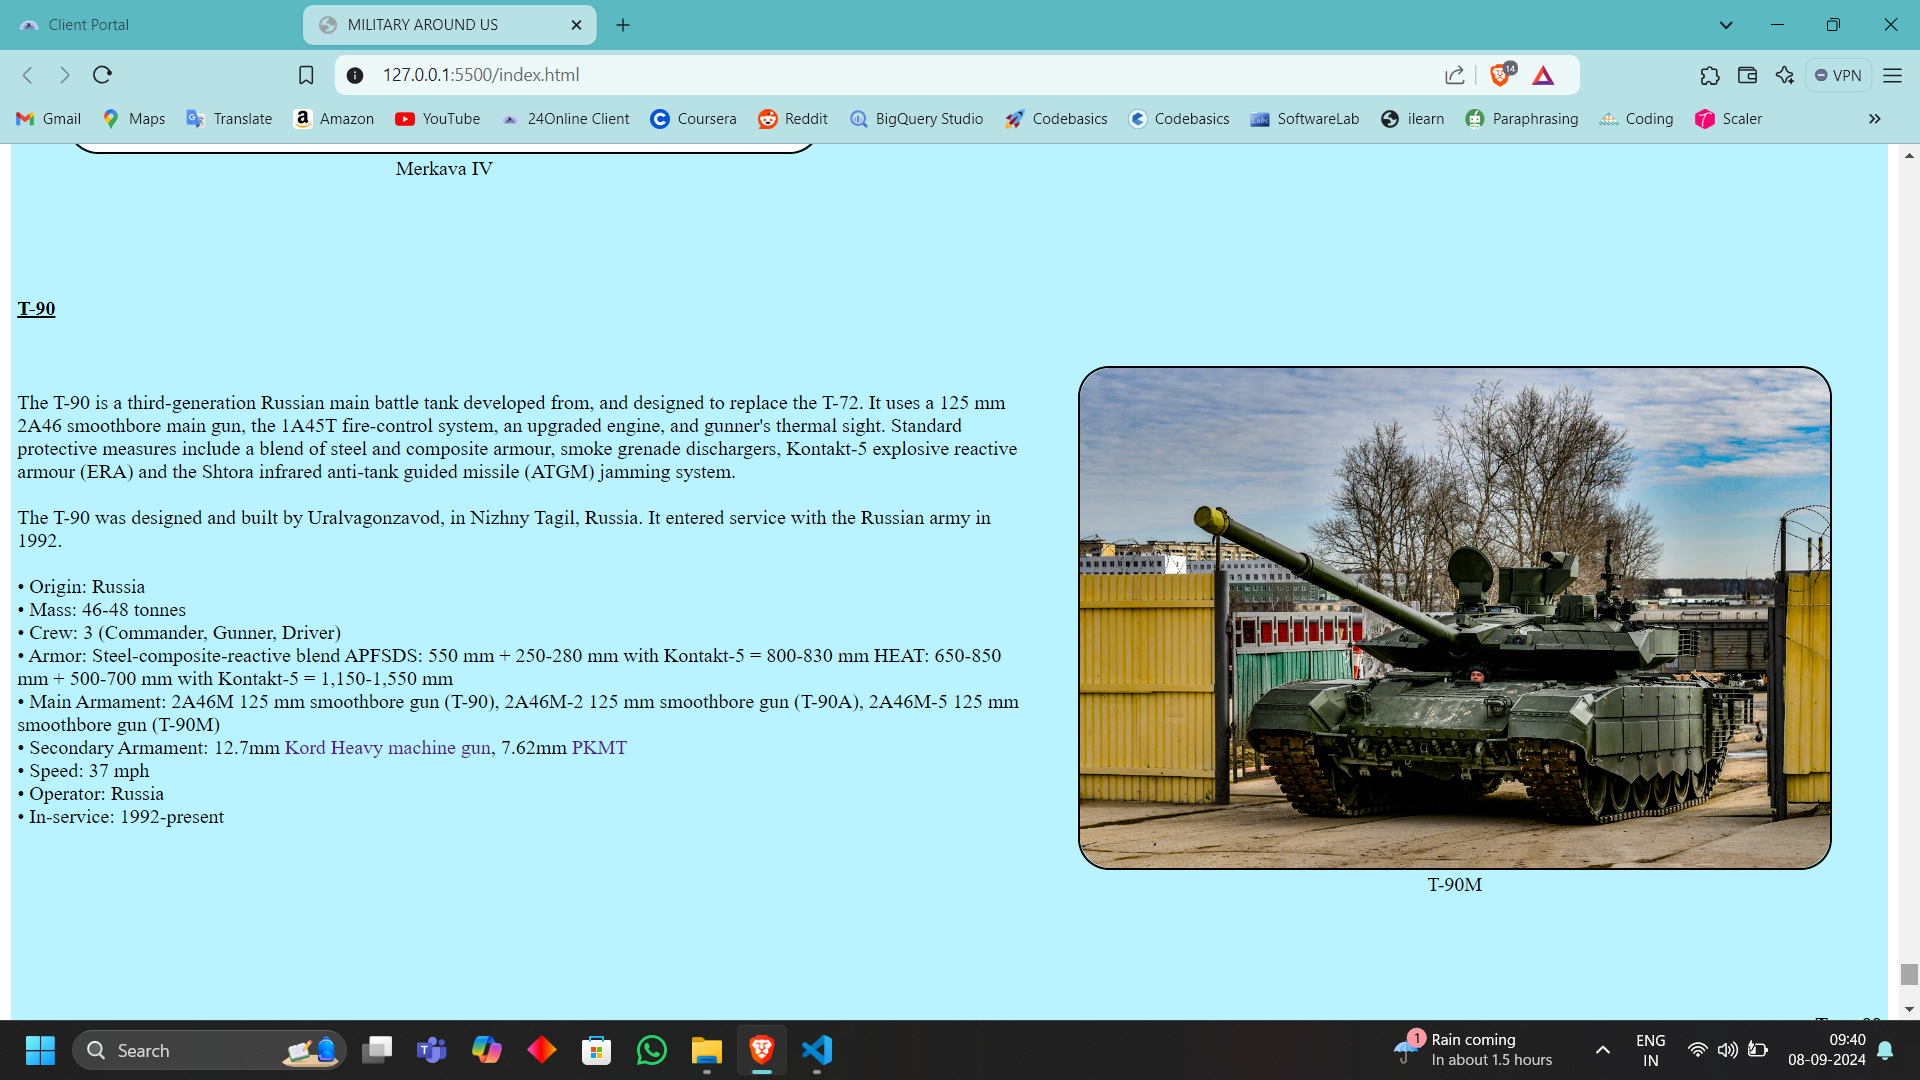 Client Portal
MILITARY AROUND US
127.0.0.1:5500/index.html
14
VPN
Gmail
Maps
Translate
Amazon
YouTube
24Online Client
Coursera
Reddit
BigQuery Studio
Codebasics
Codebasics
SoftwareLab
ilearn
Paraphrasing
Coding
Scaler
Merkava IV
T-90
The T-90 is a third-generation Russian main battle tank developed from, and designed to replace the T-72. It uses a 125 mm
2A46 smoothbore main gun, the 1A45T fire-control system, an upgraded engine, and gunner's thermal sight. Standard
protective measures include a blend of steel and composite armour, smoke grenade dischargers, Kontakt-5 explosive reactive
armour (ERA) and the Shtora infrared anti-tank guided missile (ATGM) jamming system.
The T-90 was designed and built by Uralvagonzavod, in Nizhny Tagil, Russia. It entered service with the Russian army in
1992.
• Origin: Russia
• Mass: 46-48 tonnes
• Crew: 3 (Commander, Gunner, Driver)
• Armor: Steel-composite-reactive blend APFSDS: 550 mm + 250-280 mm with Kontakt-5 = 800-830 mm HEAT: 650-850
mm + 500-700 mm with Kontakt-5 = 1,150-1,550 mm
• Main Armament: 2A46M 125 mm smoothbore gun (T-90), 2A46M-2 125 mm smoothbore gun (T-90A), 2A46M-5 125 mm
smoothbore gun (T-90M)
• Secondary Armament: 12.7mm Kord Heavy machine gun, 7.62mm PKMT
• Speed: 37 mph
• Operator: Russia
• In-service: 1992-present
T-90M
Search
1
Rain coming
In about 1.5 hours
ENG
IN
09:40
08-09-2024